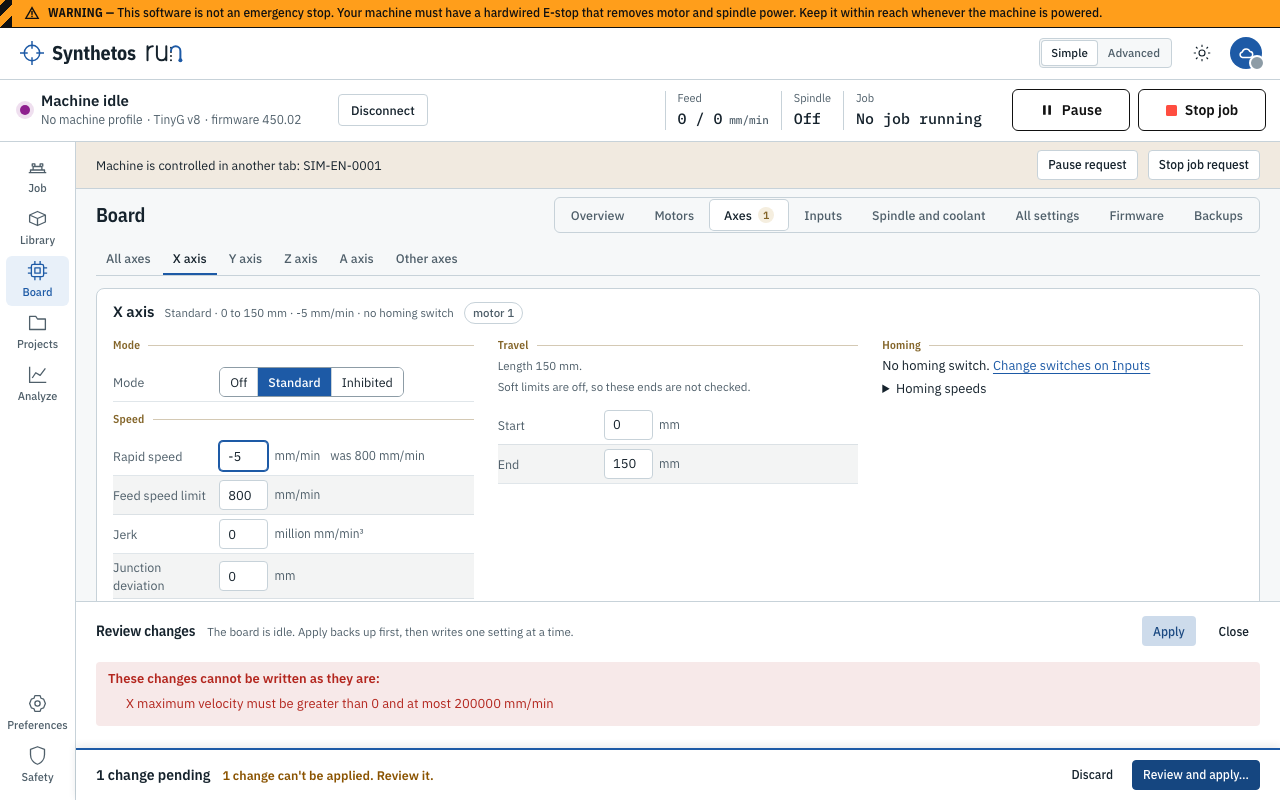 WARNING — This software is not an emergency stop. Your machine must have a hardwired E-stop that removes motor and spindle power. Keep it within reach whenever the machine is powered.
Synthetos run
Simple Advanced
Machine idle
No machine profile · TinyG v8 · firmware 450.02
Disconnect
Feed
0 / 0 mm/min
Spindle
Off
Job
No job running
Pause
Stop job
Machine is controlled in another tab: SIM-EN-0001
Pause request
Stop job request
Job
Library
Board
Projects
Analyze
Preferences
Safety
Board
Overview Motors Axes 1 Inputs Spindle and coolant All settings Firmware Backups
All axes X axis Y axis Z axis A axis Other axes
X axis Standard · 0 to 150 mm · -5 mm/min · no homing switch motor 1
Mode
Mode Off Standard Inhibited
Speed
Rapid speed -5 mm/min was 800 mm/min
Feed speed limit 800 mm/min
Jerk 0 million mm/min³
Junction deviation 0 mm
Travel
Length 150 mm.
Soft limits are off, so these ends are not checked.
Start 0 mm
End 150 mm
Homing
No homing switch. Change switches on Inputs
Homing speeds
Review changes The board is idle. Apply backs up first, then writes one setting at a time.
Apply Close
These changes cannot be written as they are:
X maximum velocity must be greater than 0 and at most 200000 mm/min
1 change pending 1 change can't be applied. Review it.
Discard Review and apply...